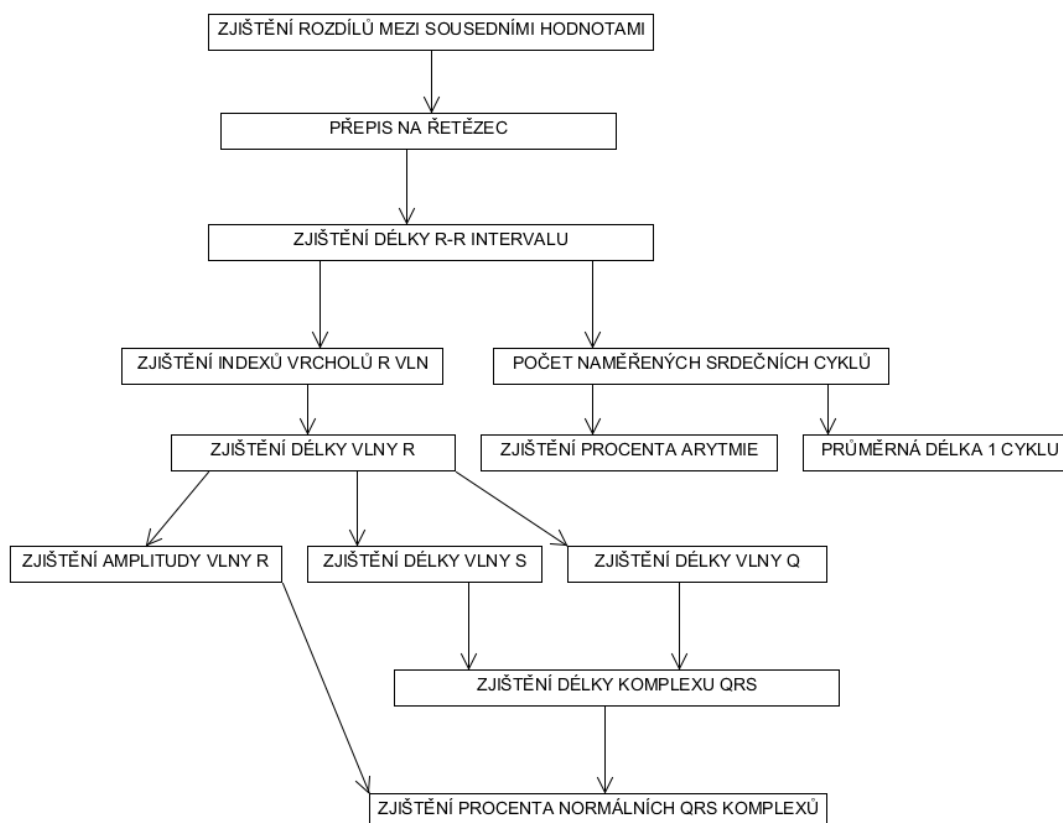 ZJIŠTĚNÍ ROZDÍLŮ MEZI SOUSEDNÍMI HODNOTAMI
PŘEPIS NA ŘETĚZEC
ZJIŠTĚNÍ DÉLKY R-R INTERVALU
ZJIŠTĚNÍ INDEXŮ VRCHOLŮ R VLN
POČET NAMĚŘENÝCH SRDEČNÍCH CYKLŮ
ZJIŠTĚNÍ DÉLKY VLNY R
ZJIŠTĚNÍ PROCENTA ARYTMIE
PRŮMĚRNÁ DÉLKA 1 CYKLU
ZJIŠTĚNÍ AMPLITUDY VLNY R
ZJIŠTĚNÍ DÉLKY VLNY S
ZJIŠTĚNÍ DÉLKY VLNY Q
ZJIŠTĚNÍ DÉLKY KOMPLEXU QRS
ZJIŠTĚNÍ PROCENTA NORMÁLNÍCH QRS KOMPLEXŮ